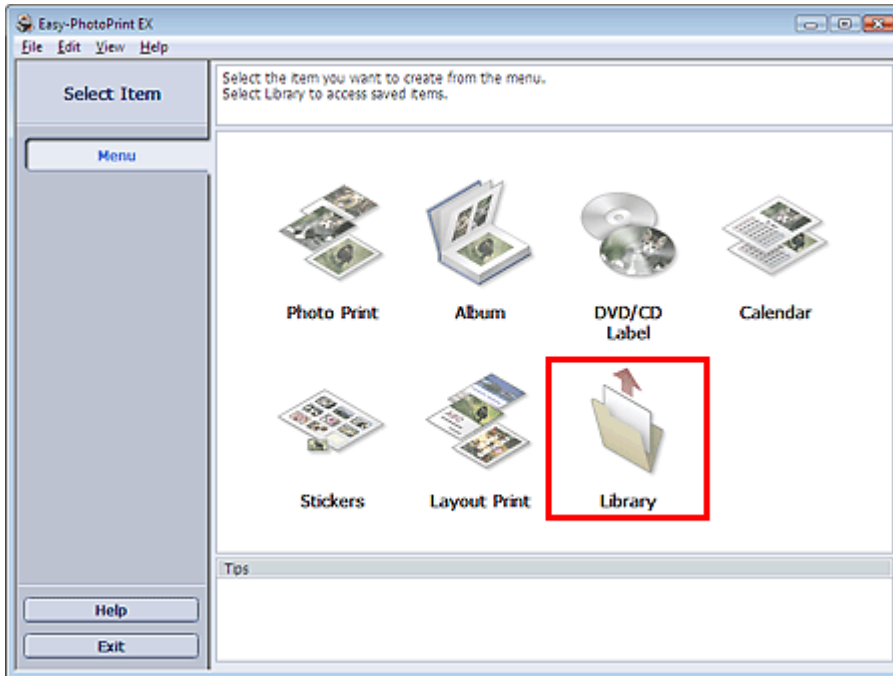 Easy-PhotoPrint EX
File Edit View Help
Select Item
Select the item you want to create from the menu.
Select Library to access saved items.
Menu
Photo Print
Album
DVD/CD
Label
Calendar
ABC
Stickers
Layout Print
Library
Tips
Help
Exit